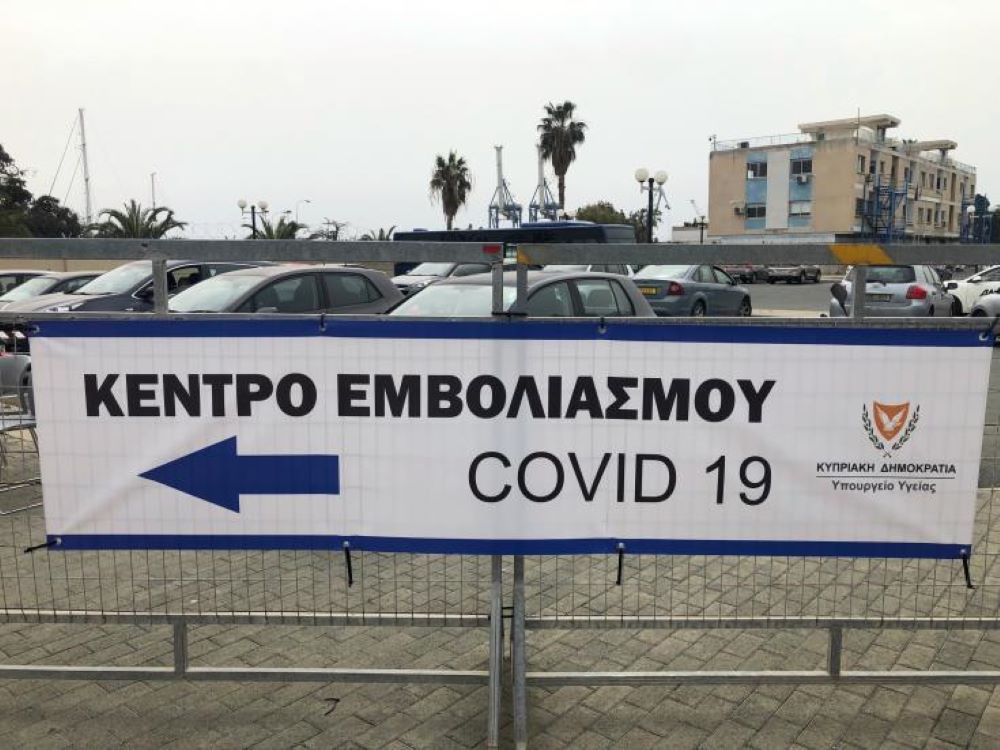 ΚΕΝΤΡΟ ΕΜΒΟΛΙΑΣΜΟΥ
COVID 19
ΚΥΠΡΙΑΚΗ ΔΗΜΟΚΡΑΤΙΑ
Υπουργείο Υγείας